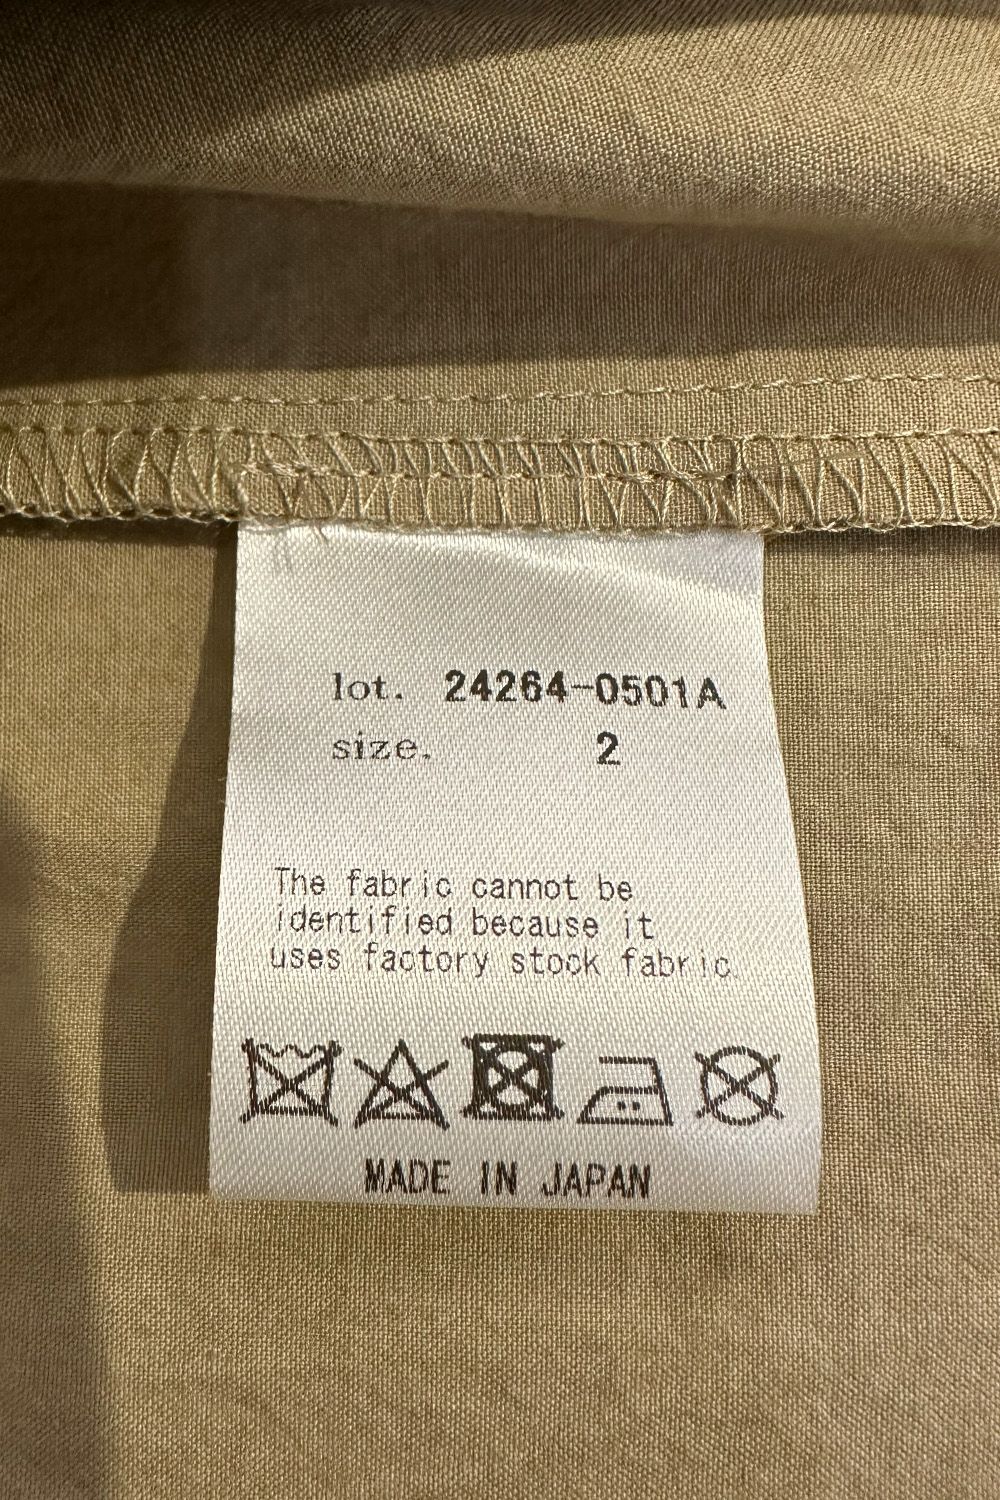 lot. 24264-0501A
size. 2
The fabric cannot be
identified because it
uses factory stock fabric
MADE IN JAPAN